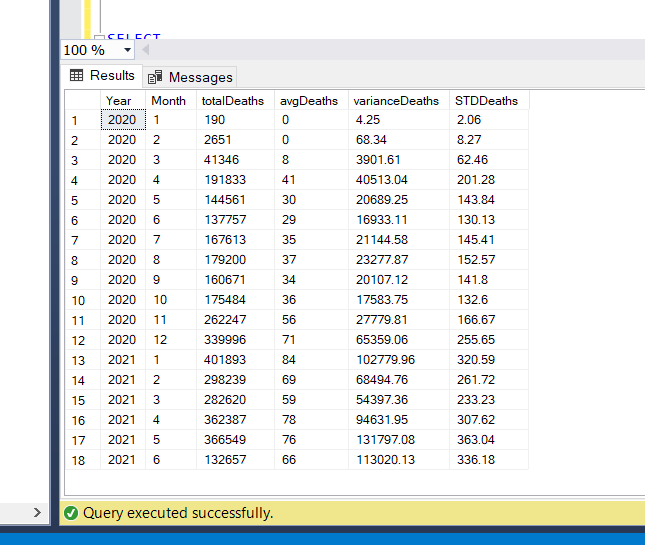 SELECT
100 %
Results Messages
Year Month totalDeaths avgDeaths varianceDeaths STDDeaths
1 2020 1 190 0 4.25 2.06
2 2020 2 2651 0 68.34 8.27
3 2020 3 41346 8 3901.61 62.46
4 2020 4 191833 41 40513.04 201.28
5 2020 5 144561 30 20689.25 143.84
6 2020 6 137757 29 16933.11 130.13
7 2020 7 167613 35 21144.58 145.41
8 2020 8 179200 37 23277.87 152.57
9 2020 9 160671 34 20107.12 141.8
10 2020 10 175484 36 17583.75 132.6
11 2020 11 262247 56 27779.81 166.67
12 2020 12 339996 71 65359.06 255.65
13 2021 1 401893 84 102779.96 320.59
14 2021 2 298239 69 68494.76 261.72
15 2021 3 282620 59 54397.36 233.23
16 2021 4 362387 78 94631.95 307.62
17 2021 5 366549 76 131797.08 363.04
18 2021 6 132657 66 113020.13 336.18
Query executed successfully.